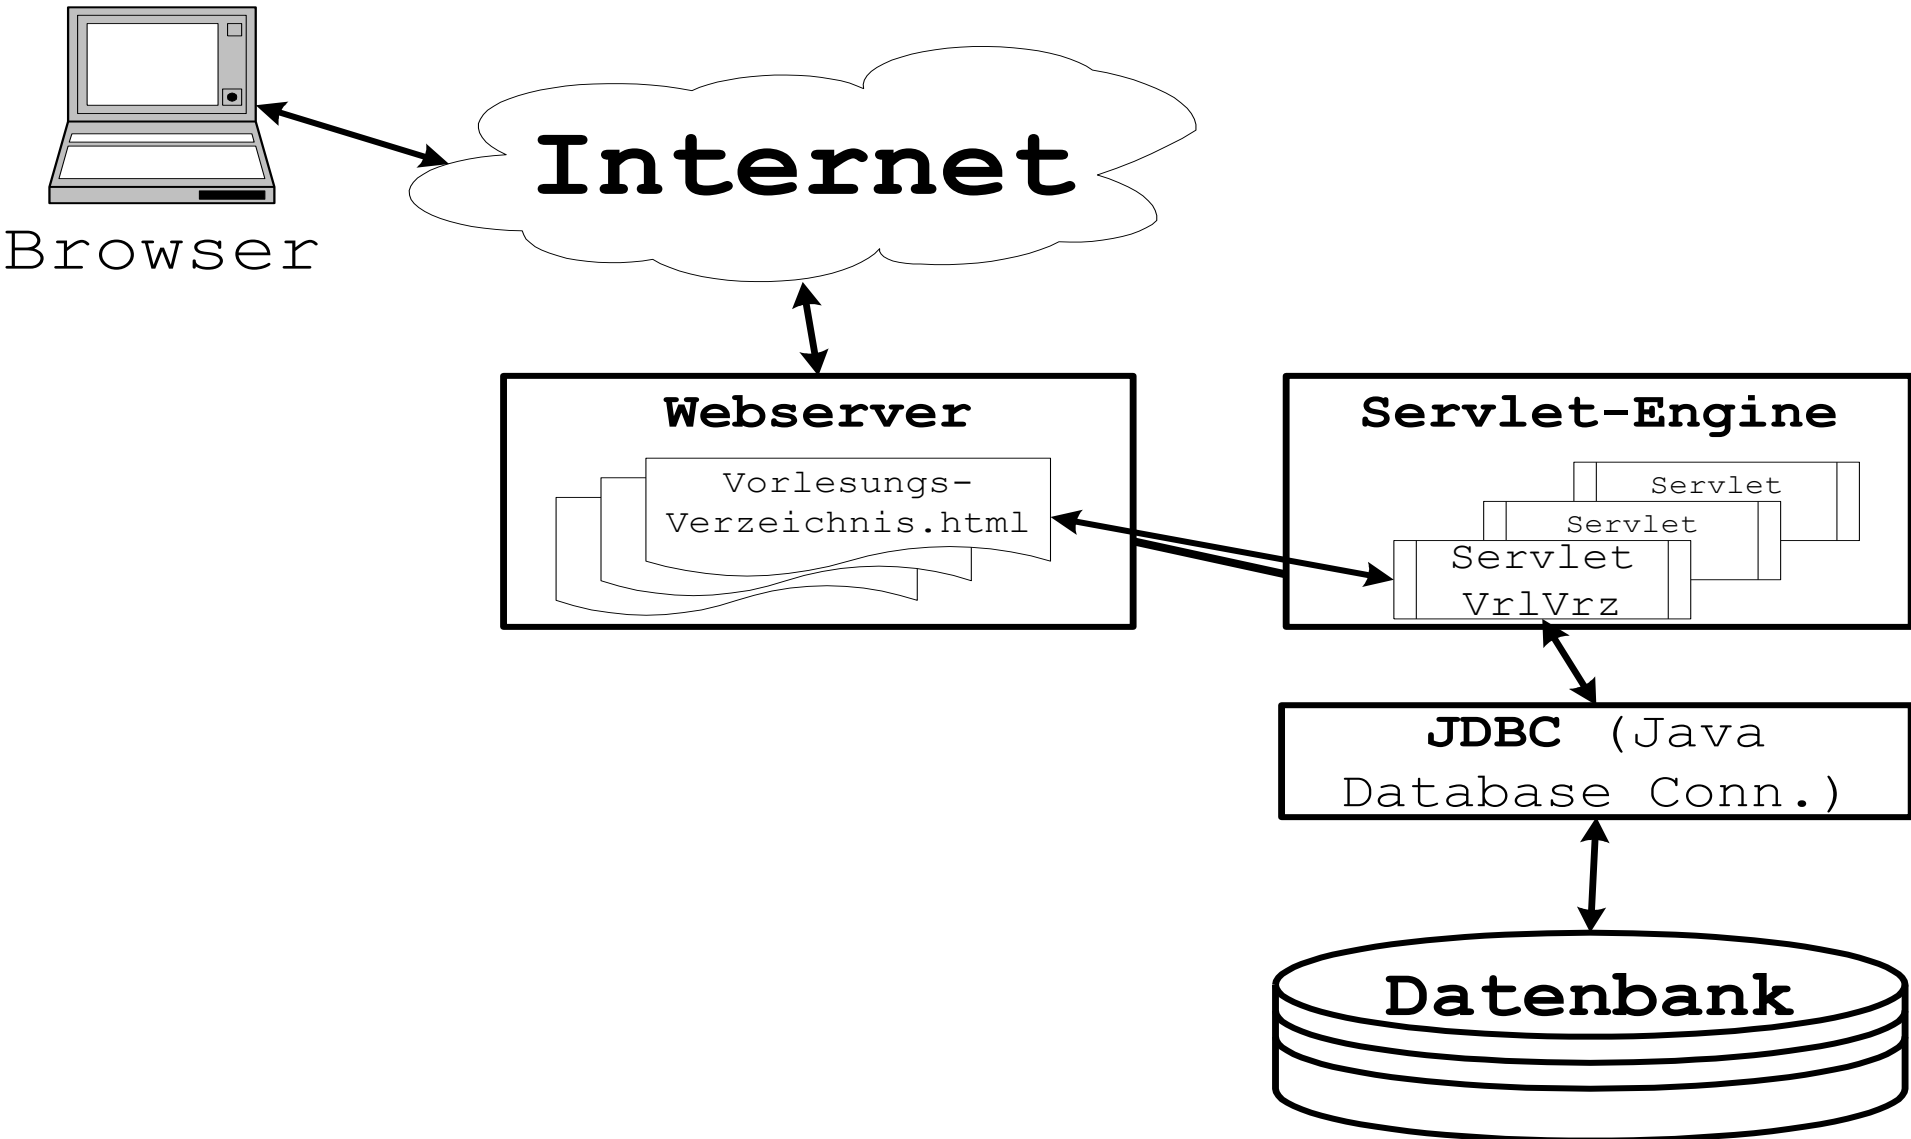 Internet
Browser
Webserver
Vorlesungs-
Verzeichnis.html
Servlet-Engine
Servlet
Servlet
Servlet
VrlVrz
JDBC (Java
Database Conn.)
Datenbank